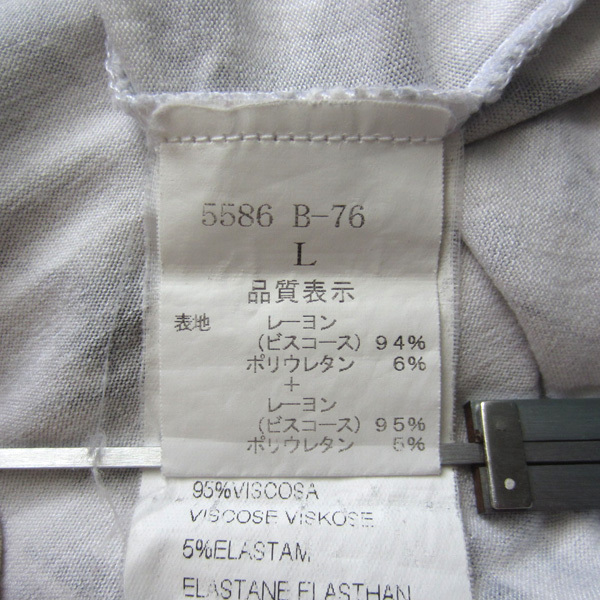 5586 B-76
L
品質表示
表地 レーヨン
(ビスコース) 94%
ポリウレタン 6%
+
レーヨン
(ビスコース) 95%
ポリウレタン 5%
95%VISCOSA
VISCOSE VISKOSE
5%ELASTAM
ELASTANE ELASTHAN